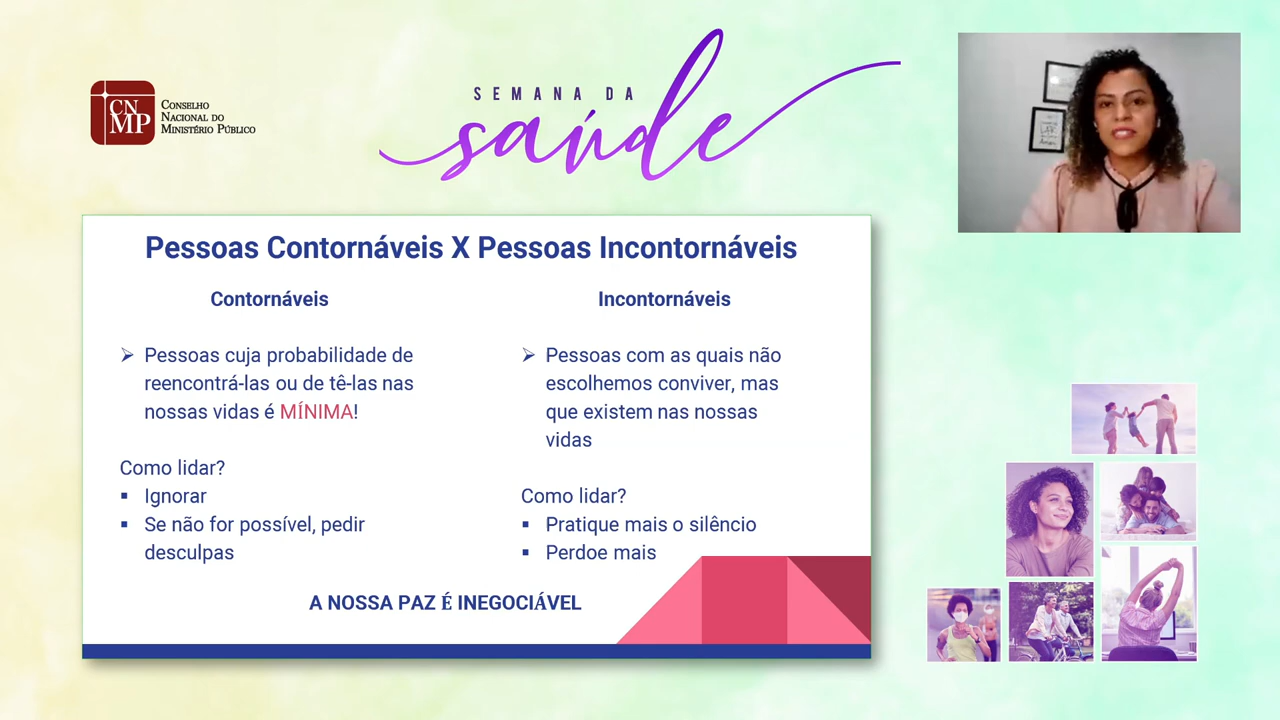 SEMANA DA
saúde
CN
MP
CONSELHO
NACIONAL DO
MINISTÉRIO PÚBLICO
Pessoas Contornáveis X Pessoas Incontornáveis
Contornáveis
➢ Pessoas cuja probabilidade de
reencontrá-las ou de tê-las nas
nossas vidas é MÍNIMA!
Como lidar?
▪ Ignorar
▪ Se não for possível, pedir
desculpas
Incontornáveis
➢ Pessoas com as quais não
escolhemos conviver, mas
que existem nas nossas
vidas
Como lidar?
▪ Pratique mais o silêncio
▪ Perdoe mais
A NOSSA PAZ É INEGOCIÁVEL